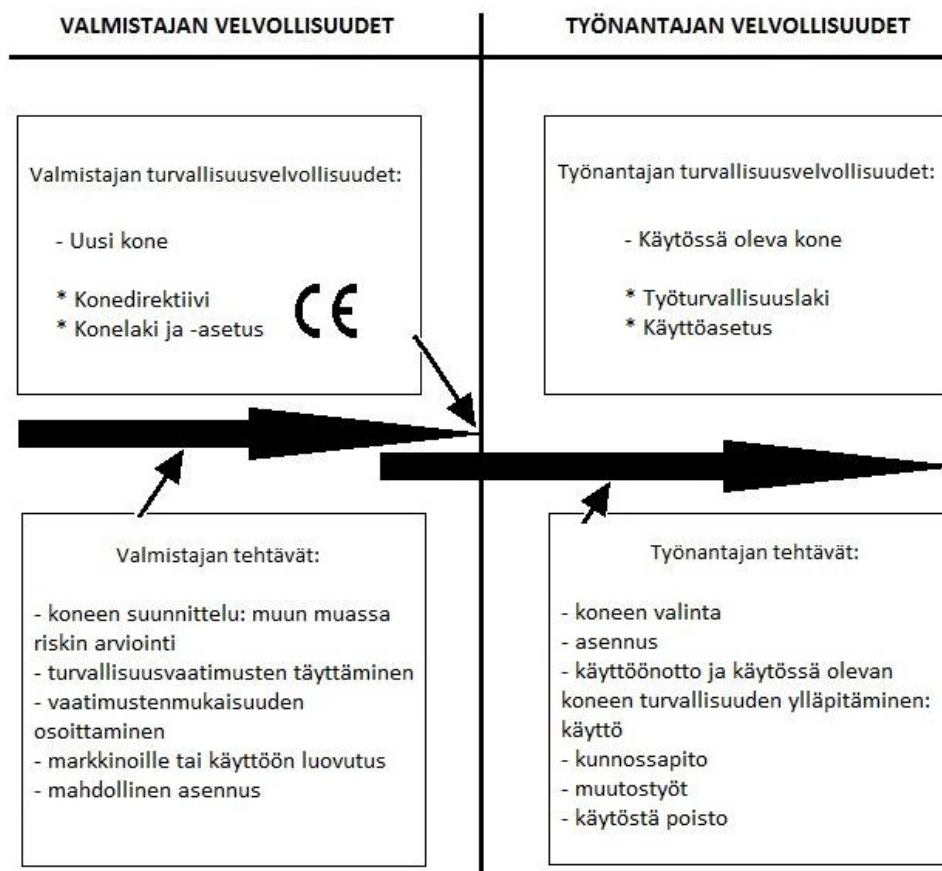 VALMISTAJAN VELVOLLISUUDET
Valmistajan turvallisuusvelvollisuudet:
- Uusi kone
* Konedirektiivi
* Konelaki ja -asetus
CE
Valmistajan tehtävät:
- koneen suunnittelu: muun muassa
riskin arviointi
- turvallisuusvaatimusten täyttäminen
- vaatimustenmukaisuuden
osoittaminen
- markkinoille tai käyttöön luovutus
- mahdollinen asennus
TYÖNANTAJAN VELVOLLISUUDET
Työnantajan turvallisuusvelvollisuudet:
- Käytössä oleva kone
* Työturvallisuuslaki
* Käyttöasetus
Työnantajan tehtävät:
- koneen valinta
- asennus
- käyttöönotto ja käytössä olevan
koneen turvallisuuden ylläpitäminen:
käyttö
- kunnossapito
- muutostyöt
- käytöstä poisto